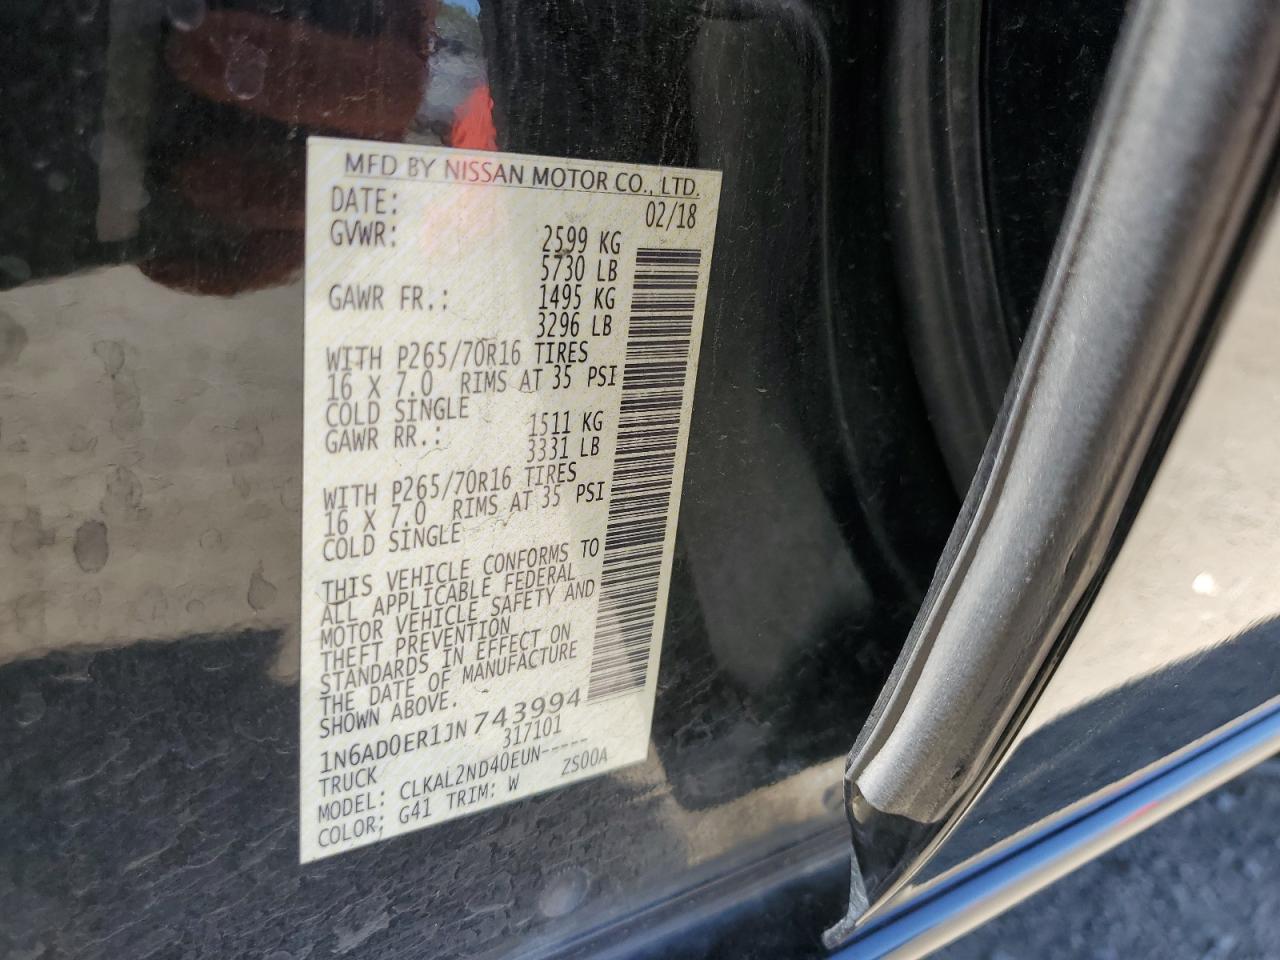 MFD BY NISSAN MOTOR CO., LTD.
DATE: 02/18
GVWR: 2599 KG
5730 LB
GAWR FR.: 1495 KG
3296 LB
WITH P265/70R16 TIRES
16 X 7.0 RIMS AT 35 PSI
COLD SINGLE
GAWR RR.: 1511 KG
3331 LB
WITH P265/70R16 TIRES
16 X 7.0 RIMS AT 35 PSI
COLD SINGLE
THIS VEHICLE CONFORMS TO
ALL APPLICABLE FEDERAL
MOTOR VEHICLE SAFETY AND
THEFT PREVENTION
STANDARDS IN EFFECT ON
THE DATE OF MANUFACTURE
SHOWN ABOVE.
1N6AD0ER1JN743994
TRUCK 317101
MODEL: CLKAL2ND40EUN-----
COLOR; G41 TRIM: W ZS00A